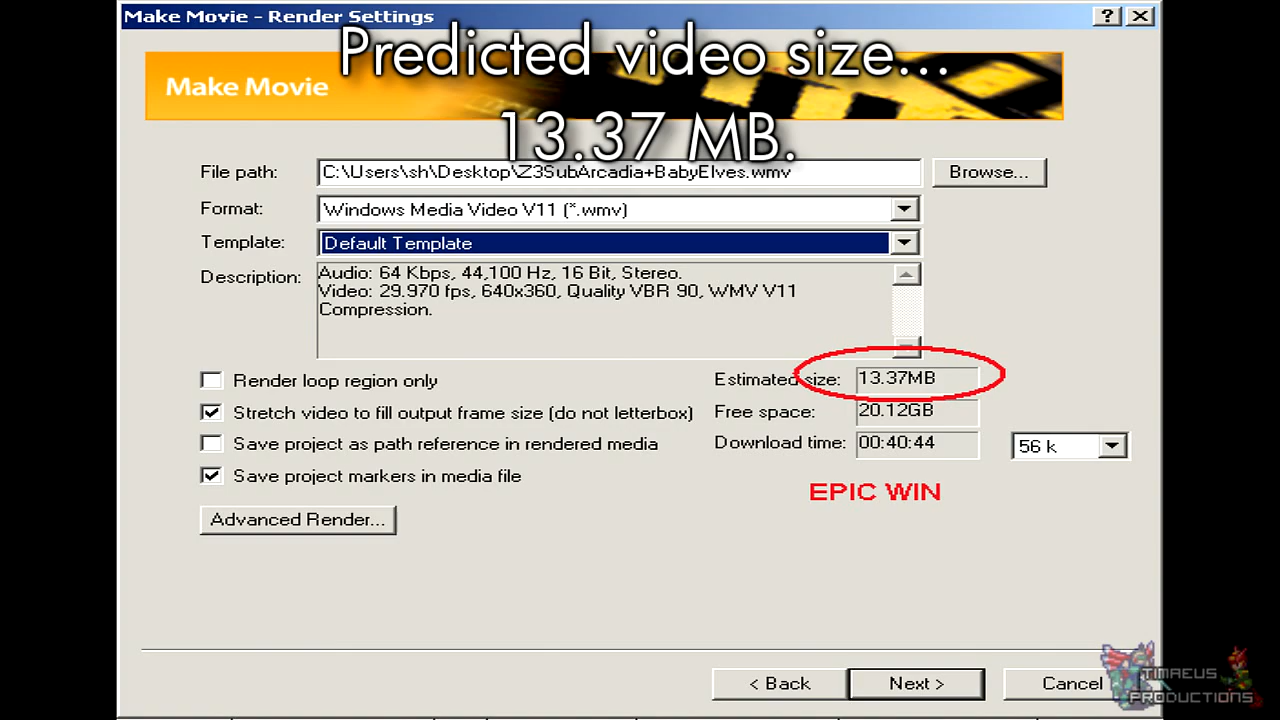 Make Movie - Render Settings
Predicted video size...
Make Movie
13.37 MB.
File path: C:\Users\sh\Desktop\Z3SubArcadia+BabyElves.wmv Browse...
Format: Windows Media Video V11 (*.wmv)
Template: Default Template
Description: Audio: 64 Kbps, 44,100 Hz, 16 Bit, Stereo.
Video: 29.970 fps, 640x360, Quality VBR 90, WMV V11
Compression.
Render loop region only Estimated size: 13.37MB
Stretch video to fill output frame size (do not letterbox) Free space: 20.12GB
Save project as path reference in rendered media Download time: 00:40:44 56 k
Save project markers in media file
EPIC WIN
Advanced Render...
< Back Next > Cancel
TIMAEUS
PRODUCTIONS